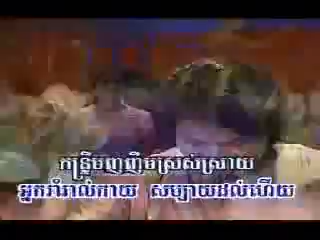 កន្ទ្រឹមញញឹមស្រស់ស្រាយ
អ្នករាំរាល់កាយ សប្បាយដល់ហើយ